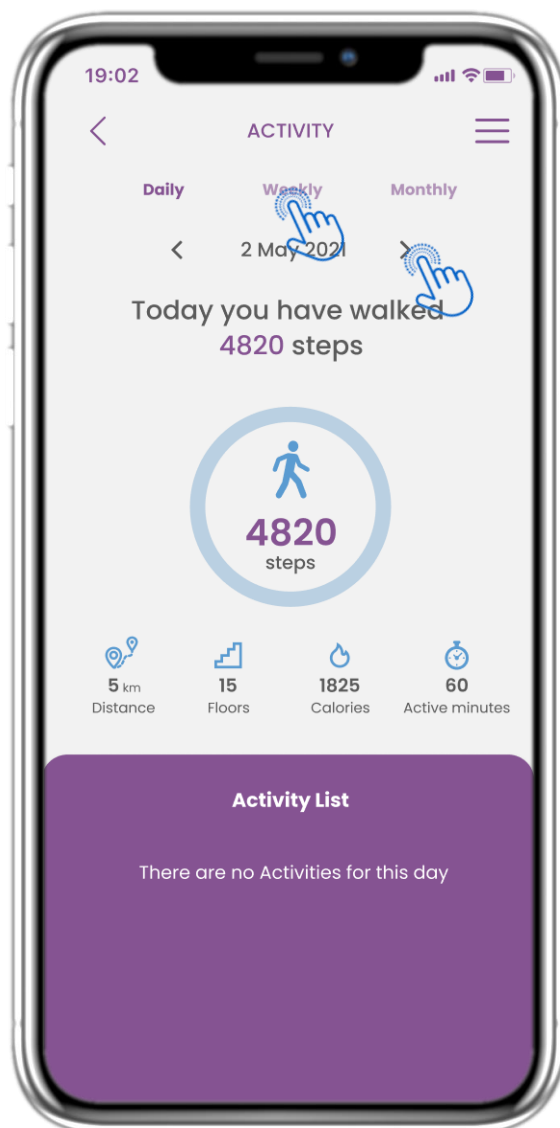 19:02
ACTIVITY
Daily Weekly Monthly
2 May 2021
Today you have walked
4820 steps
4820
steps
5 km 15 1825 60
Distance Floors Calories Active minutes
Activity List
There are no Activities for this day